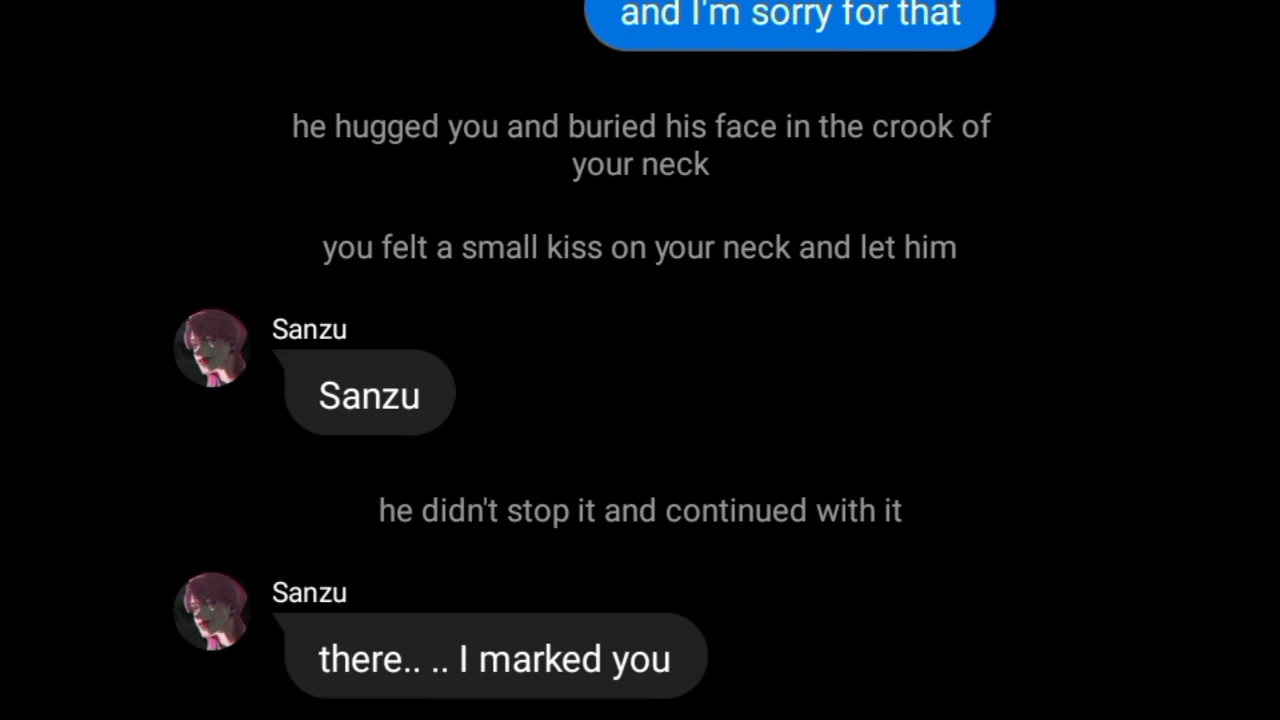 and I'm sorry for that
he hugged you and buried his face in the crook of
your neck
you felt a small kiss on your neck and let him
Sanzu
Sanzu
he didn't stop it and continued with it
Sanzu
there.. .. I marked you